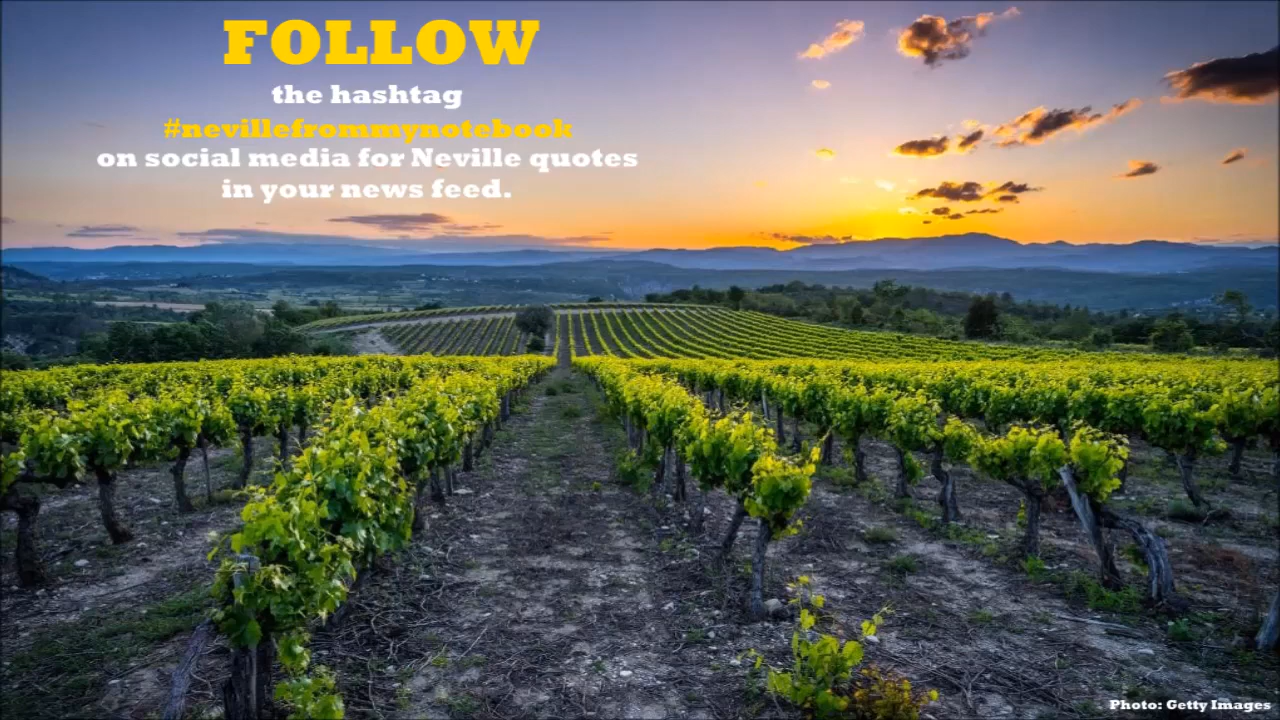 FOLLOW
the hashtag
#nevillefrommynotebook
on social media for Neville quotes
in your news feed.
Photo: Getty Images